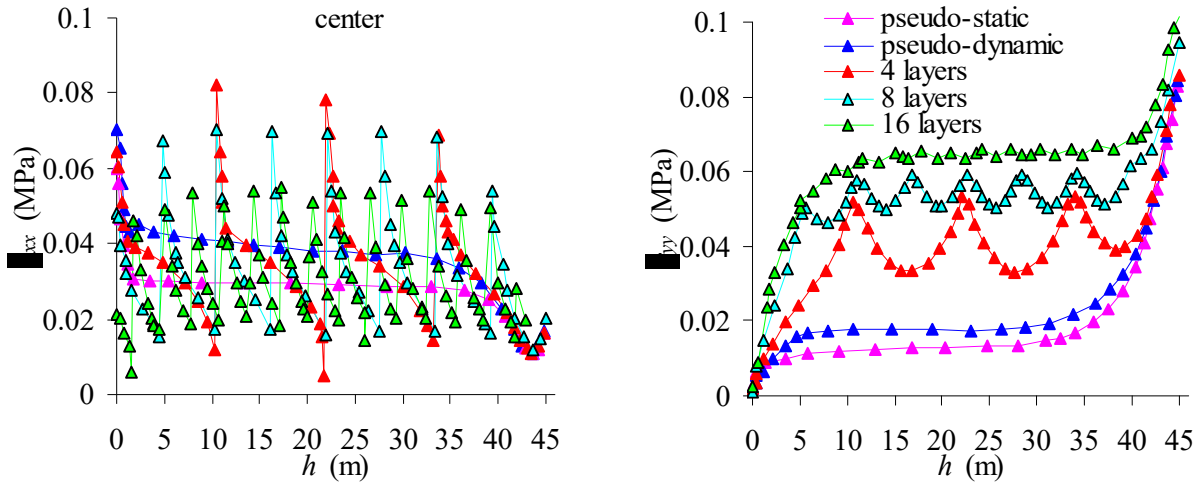 center
0.1
0.08
0.06
0.04
0.02
0
xx (MPa)
0 5 10 15 20 25 30 35 40 45
h (m)
pseudo-static
pseudo-dynamic
4 layers
8 layers
16 layers
0.1
0.08
0.06
0.04
0.02
0
yy (MPa)
0 5 10 15 20 25 30 35 40 45
h (m)